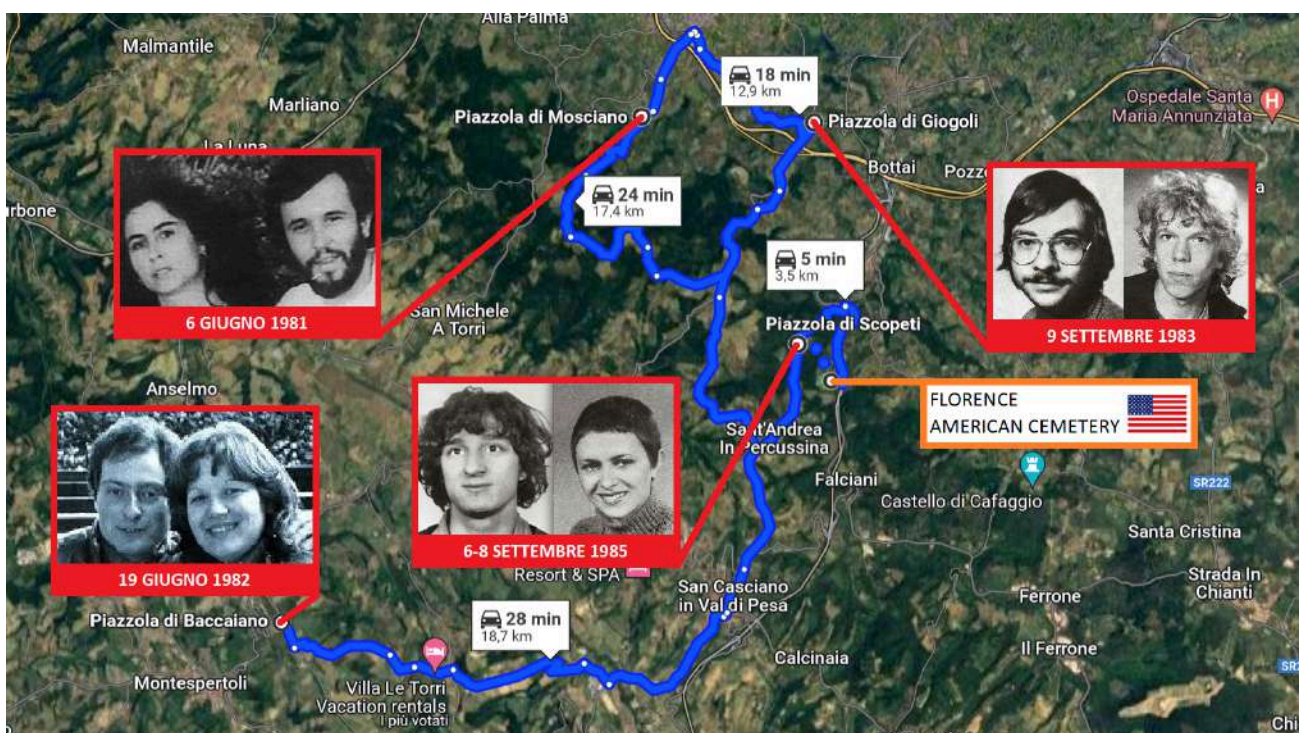 Alla Palma
Malmantile
18 min
12,9 km
Marliano
Piazzola di Mosciano
Piazzola di Giogoli
Ospedale Santa
Maria Annunziata
H
La Luna
Bottai
Pozzo
urbone
24 min
17,4 km
5 min
3,5 km
San Michele
A Torri
6 GIUGNO 1981
Piazzola di Scopeti
9 SETTEMBRE 1983
Anselmo
FLORENCE
AMERICAN CEMETERY
Sant'Andrea
In Percussina
Falciani
Castello di Cafaggio
SR222
Santa Cristina
6-8 SETTEMBRE 1985
Resort & SPA
19 GIUGNO 1982
San Casciano
in Val di Pesa
Strada In
Chianti
Ferrone
Piazzola di Baccaiano
28 min
18,7 km
Il Ferrone
Calcinaia
Montespertoli
Villa Le Torri
Vacation rentals
I più votati
Chi